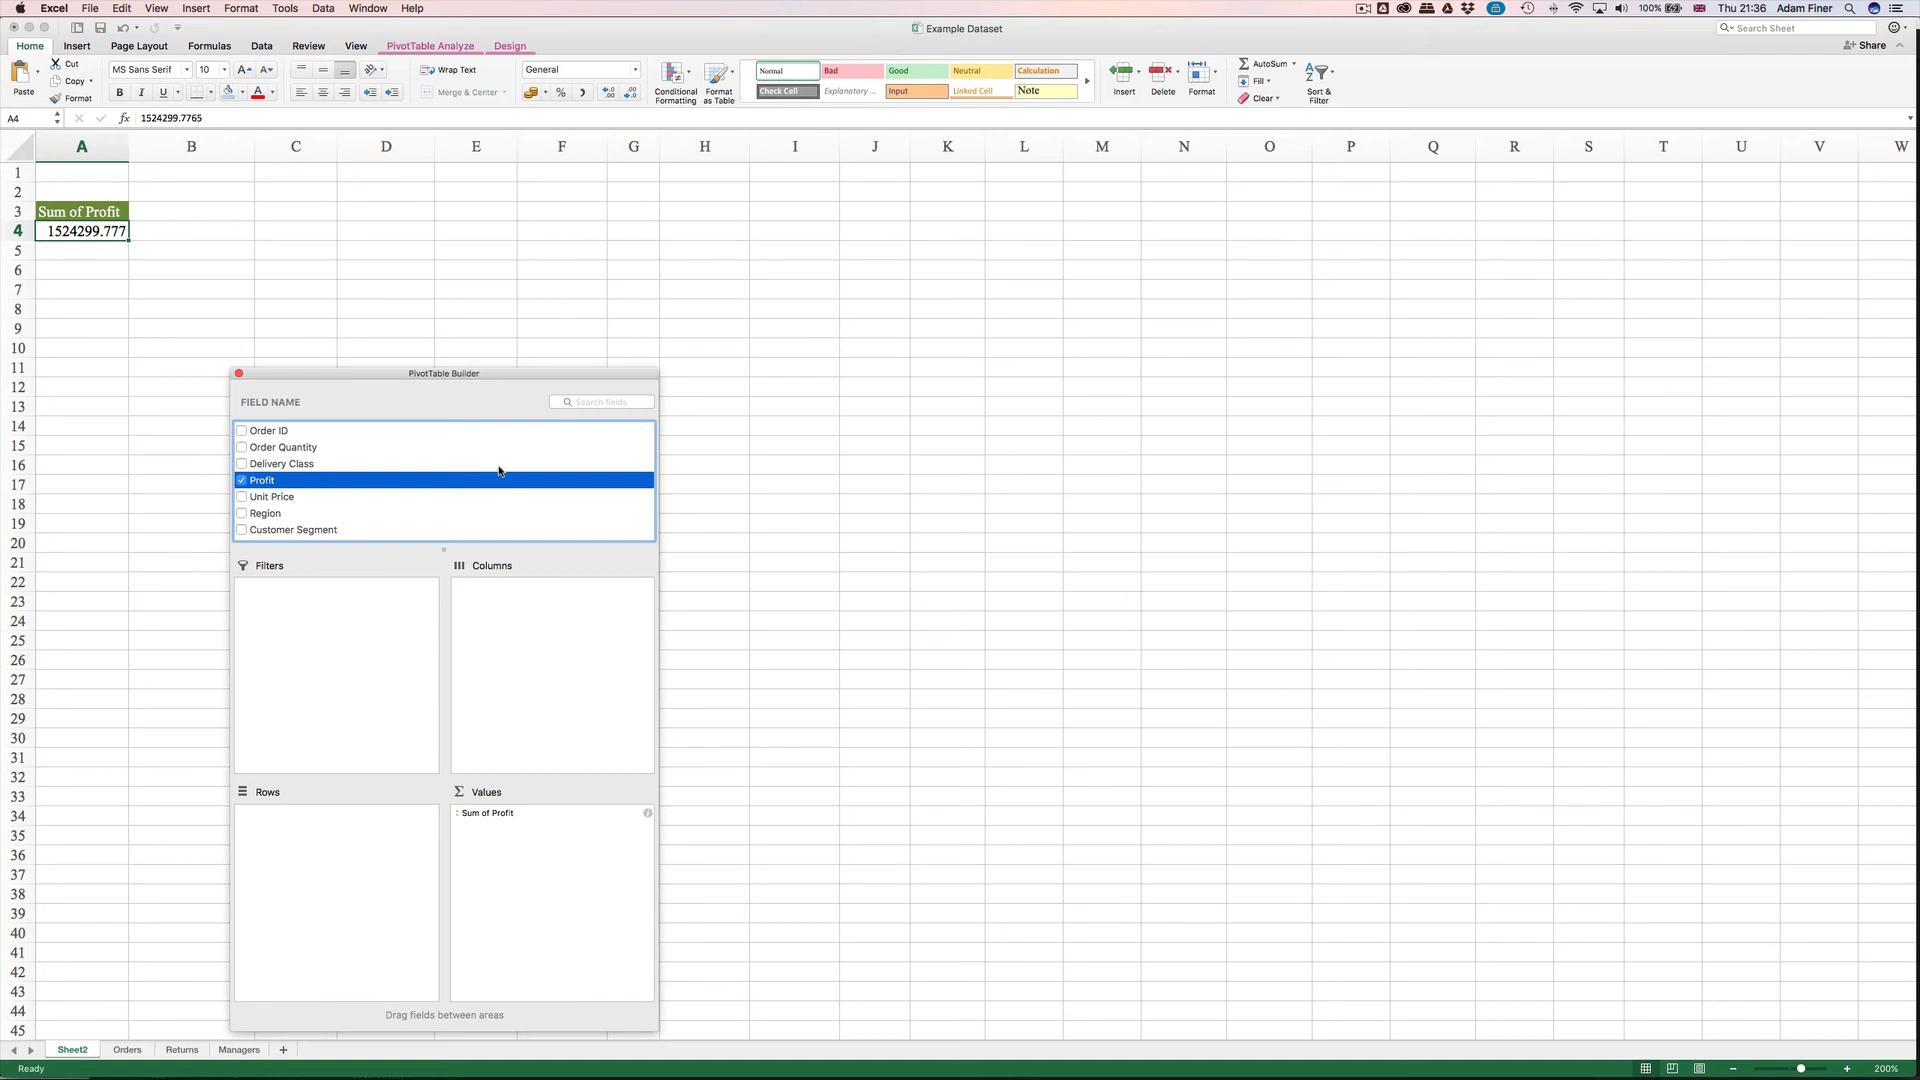 Excel File Edit View Insert Format Tools Data Window Help 100% Thu 21:36 Adam Finer
Example Dataset Search Sheet
Home Insert Page Layout Formulas Data Review View PivotTable Analyze Design Share
Paste Cut Copy Format
MS Sans Serif 10 A A
B I U A
Wrap Text
Merge & Center
General
%
Conditional Formatting
Format as Table
Normal Bad Good Neutral Calculation
Check Cell Explanatory ... Input Linked Cell Note
Insert Delete Format
AutoSum
Fill
Clear
Sort & Filter
A4 fx 1524299.7765
A B C D E F G H I J K L M N O P Q R S T U V W
1
2
3 Sum of Profit
4 1524299.777
5
6
7
8
9
10
11
12
13
14
15
16
17
18
19
20
21
22
23
24
25
26
27
28
29
30
31
32
33
34
35
36
37
38
39
40
41
42
43
44
45
PivotTable Builder
FIELD NAME Search fields
Order ID
Order Quantity
Delivery Class
Profit
Unit Price
Region
Customer Segment
Filters Columns
Rows Values
Sum of Profit
Drag fields between areas
Sheet2 Orders Returns Managers +
Ready 200%